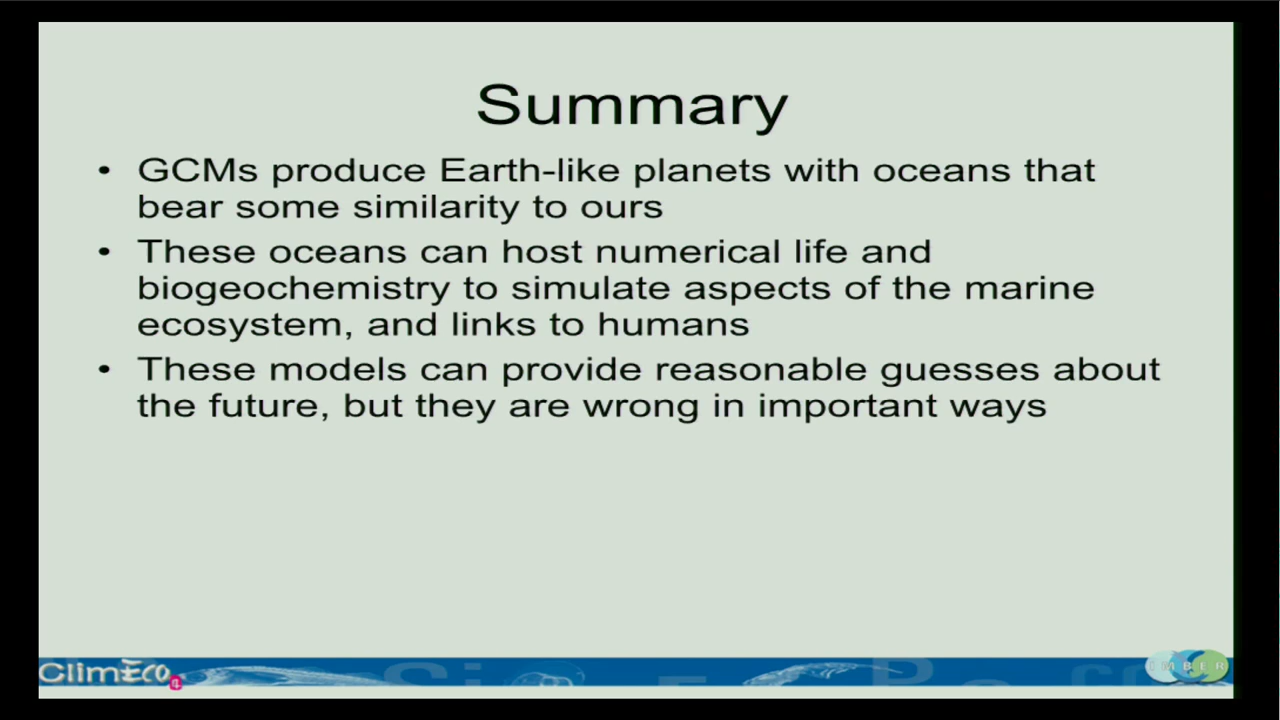 Summary
• GCMs produce Earth-like planets with oceans that
bear some similarity to ours
• These oceans can host numerical life and
biogeochemistry to simulate aspects of the marine
ecosystem, and links to humans
• These models can provide reasonable guesses about
the future, but they are wrong in important ways
ClimEco 4
IMBER